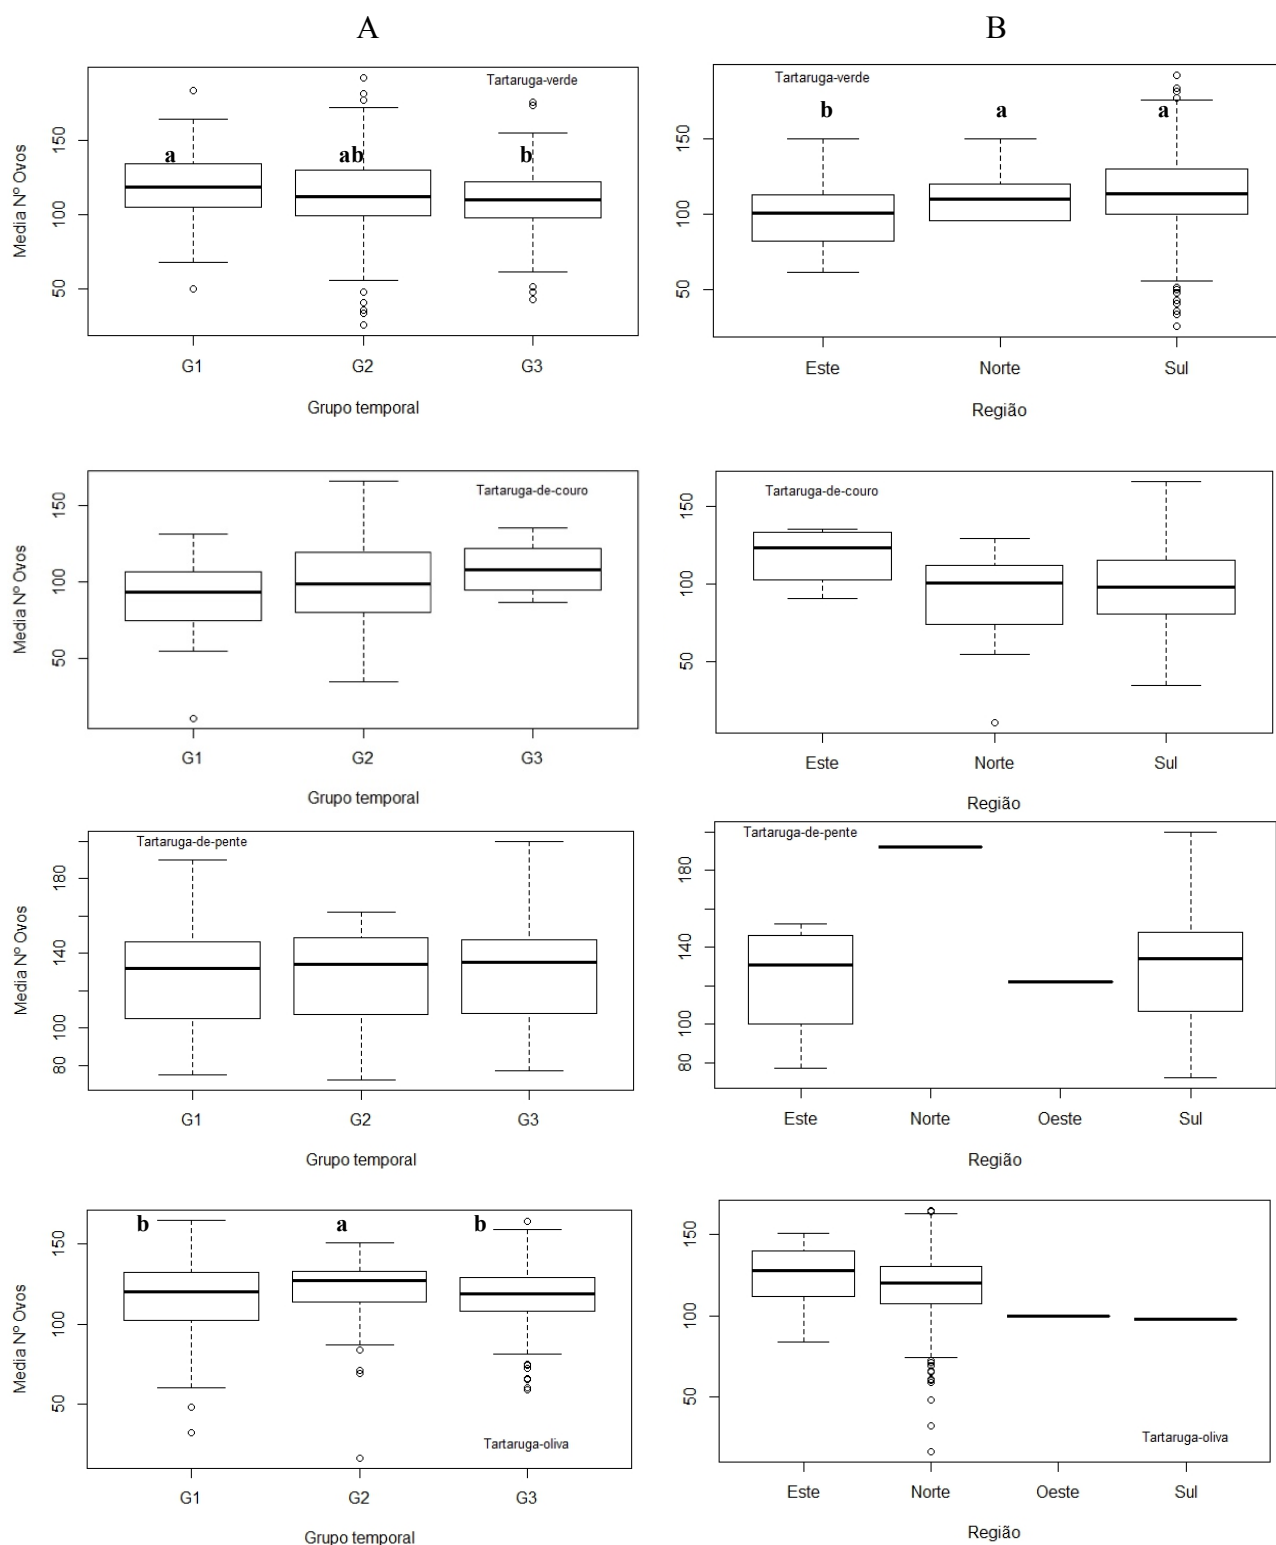 A
B
Tartaruga-verde
Media Nº Ovos
150
100
50
a
ab
b
G1
G2
G3
Grupo temporal
Tartaruga-verde
150
100
50
b
a
a
Este
Norte
Sul
Região
Tartaruga-de-couro
Media Nº Ovos
150
100
50
G1
G2
G3
Grupo temporal
Tartaruga-de-couro
150
100
50
Este
Norte
Sul
Região
Tartaruga-de-pente
Media Nº Ovos
180
140
100
80
G1
G2
G3
Grupo temporal
Tartaruga-de-pente
180
140
100
80
Este
Norte
Oeste
Sul
Região
b
a
b
Media Nº Ovos
150
100
50
Tartaruga-oliva
G1
G2
G3
Grupo temporal
150
100
50
Tartaruga-oliva
Este
Norte
Oeste
Sul
Região